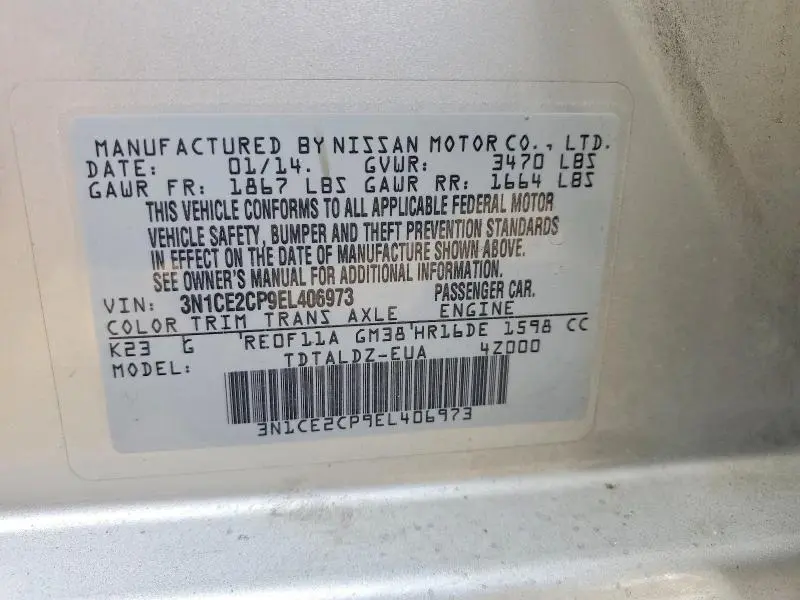 MANUFACTURED BY NISSAN MOTOR CO., LTD.
DATE: 01/14. GVWR: 3470 LBS
GAWR FR: 1867 LBS GAWR RR: 1664 LBS
THIS VEHICLE CONFORMS TO ALL APPLICABLE FEDERAL MOTOR
VEHICLE SAFETY, BUMPER AND THEFT PREVENTION STANDARDS
IN EFFECT ON THE DATE OF MANUFACTURE SHOWN ABOVE.
SEE OWNER'S MANUAL FOR ADDITIONAL INFORMATION.
VIN: 3N1CE2CP9EL406973 PASSENGER CAR.
COLOR TRIM TRANS AXLE ENGINE
K23 G RE0F11A GM38 HR16DE 1598 CC
MODEL: TDTALDZ-EUA 4Z000
3N1CE2CP9EL406973